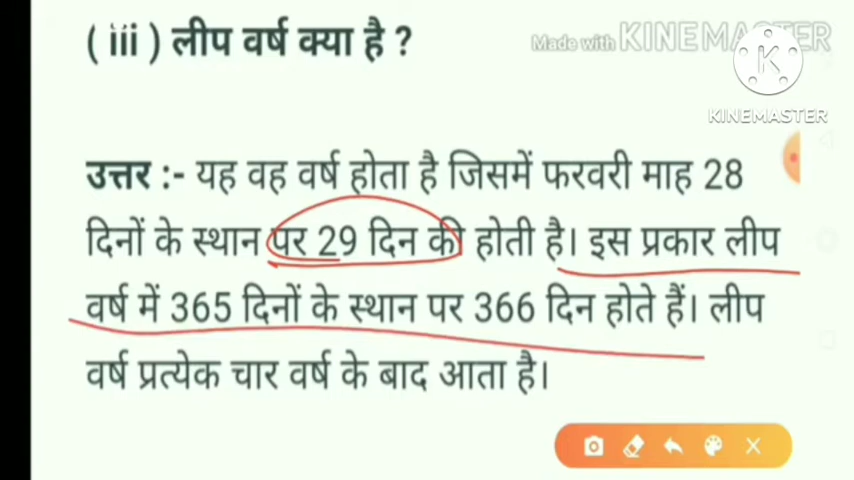 ( iii ) लीप वर्ष क्या है ?
Made with KINEMASTER
KINEMASTER
उत्तर :- यह वह वर्ष होता है जिसमें फरवरी माह 28
दिनों के स्थान पर 29 दिन की होती है। इस प्रकार लीप
वर्ष में 365 दिनों के स्थान पर 366 दिन होते हैं। लीप
वर्ष प्रत्येक चार वर्ष के बाद आता है।